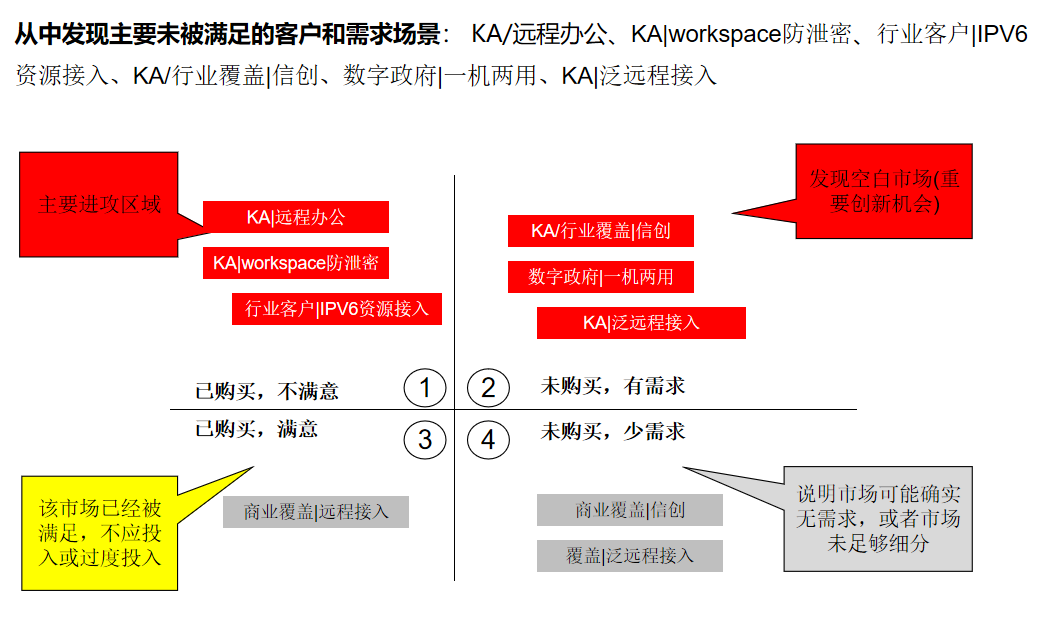 从中发现主要未被满足的客户和需求场景： KA/远程办公、KA|workspace防泄密、行业客户|IPV6
资源接入、KA/行业覆盖|信创、数字政府|一机两用、KA|泛远程接入
主要进攻区域
KA|远程办公
KA|workspace防泄密
行业客户|IPV6资源接入
发现空白市场(重
要创新机会)
KA/行业覆盖|信创
数字政府|一机两用
KA|泛远程接入
已购买，不满意
1
2
未购买，有需求
已购买，满意
3
4
未购买，少需求
该市场已经被
满足，不应投
入或过度投入
商业覆盖|远程接入
商业覆盖|信创
覆盖|泛远程接入
说明市场可能确实
无需求，或者市场
未足够细分